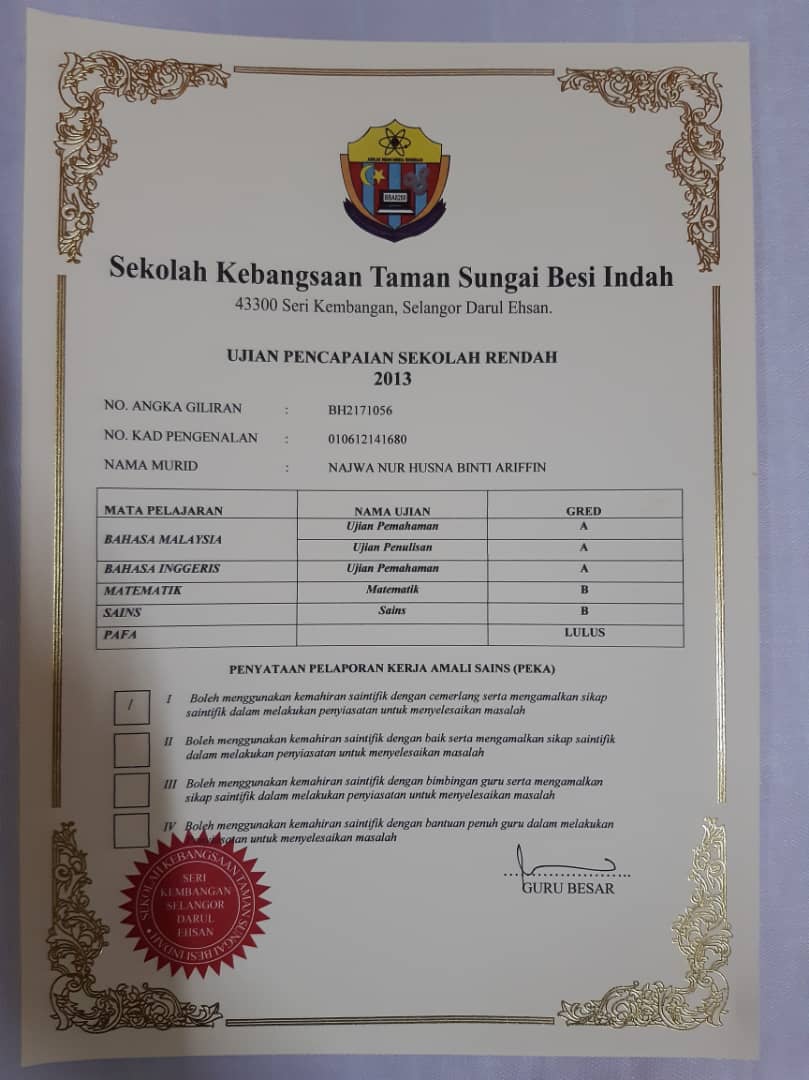 Sekolah Kebangsaan Taman Sungai Besi Indah
43300 Seri Kembangan, Selangor Darul Ehsan.
UJIAN PENCAPAIAN SEKOLAH RENDAH
2013
NO. ANGKA GILIRAN : BH2171056
NO. KAD PENGENALAN : 010612141680
NAMA MURID : NAJWA NUR HUSNA BINTI ARIFFIN
MATA PELAJARAN NAMA UJIAN GRED
BAHASA MALAYSIA Ujian Pemahaman A
Ujian Penulisan A
BAHASA INGGERIS Ujian Pemahaman A
MATEMATIK Matematik B
SAINS Sains B
PAFA LULUS
PENYATAAN PELAPORAN KERJA AMALI SAINS (PEKA)
/ I Boleh menggunakan kemahiran saintifik dengan cemerlang serta mengamalkan sikap
saintifik dalam melakukan penyiasatan untuk menyelesaikan masalah
II Boleh menggunakan kemahiran saintifik dengan baik serta mengamalkan sikap saintifik
dalam melakukan penyiasatan untuk menyelesaikan masalah
III Boleh menggunakan kemahiran saintifik dengan bimbingan guru serta mengamalkan
sikap saintifik dalam melakukan penyiasatan untuk menyelesaikan masalah
IV Boleh menggunakan kemahiran saintifik dengan bantuan penuh guru dalam melakukan
untuk menyelesaikan masalah
GURU BESAR
SEKOLAH KEBANGSAAN TAMAN SUNGAI BESI INDAH
SERI
KEMBANGAN
SELANGOR
DARUL
EHSAN